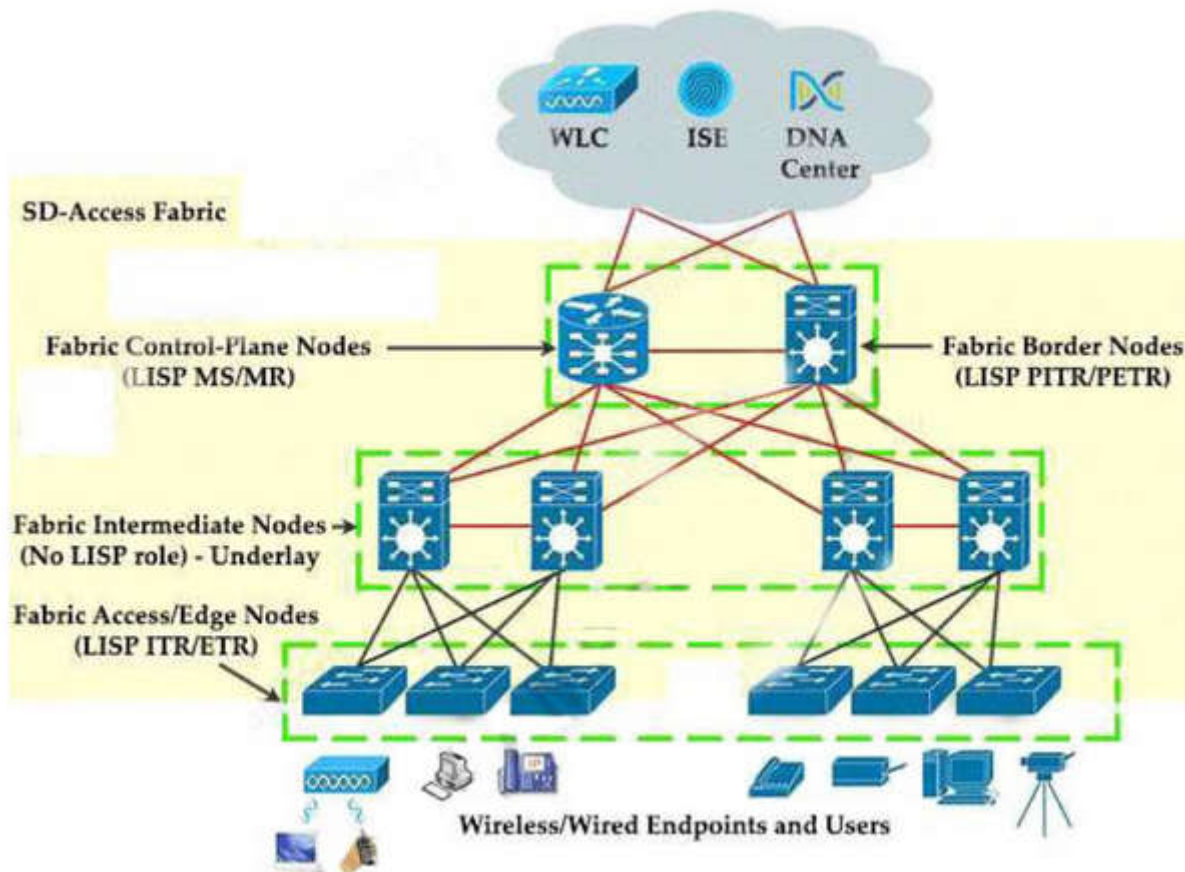 WLC
ISE
DNA
Center
SD-Access Fabric
Fabric Control-Plane Nodes
(LISP MS/MR)
Fabric Border Nodes
(LISP PITR/PETR)
Fabric Intermediate Nodes
(No LISP role) - Underlay
Fabric Access/Edge Nodes
(LISP ITR/ETR)
IP
Wireless/Wired Endpoints and Users